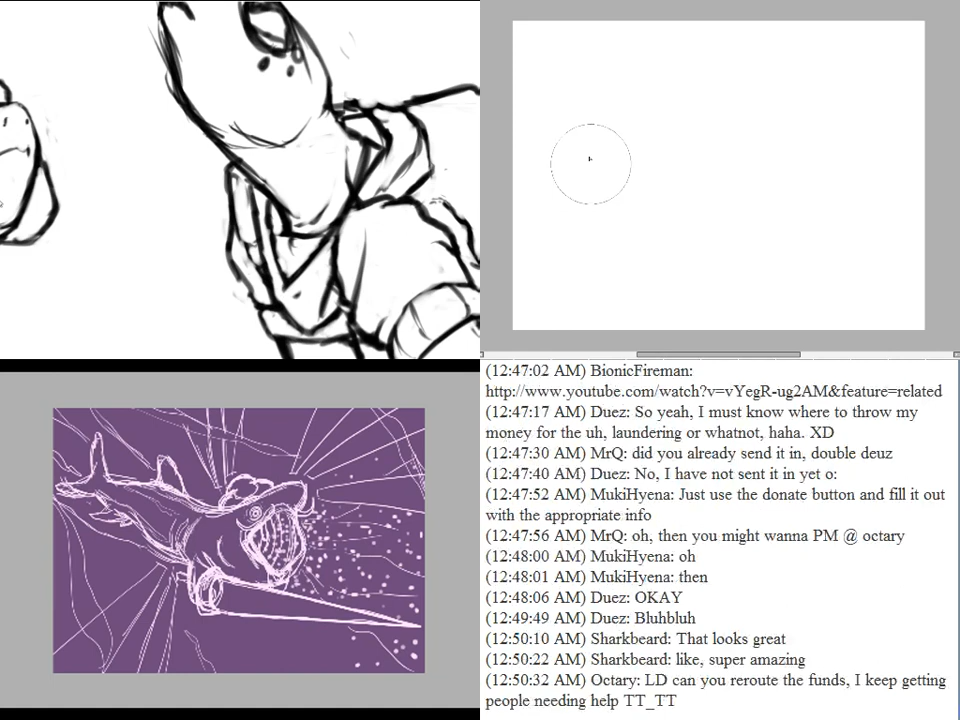 (12:47:02 AM) BionicFireman:
http://www.youtube.com/watch?v=vYegR-ug2AM&feature=related
(12:47:17 AM) Duez: So yeah, I must know where to throw my
money for the uh, laundering or whatnot, haha. XD
(12:47:30 AM) MrQ: did you already send it in, double deuz
(12:47:40 AM) Duez: No, I have not sent it in yet o:
(12:47:52 AM) MukiHyena: Just use the donate button and fill it out
with the appropriate info
(12:47:56 AM) MrQ: oh, then you might wanna PM @ octary
(12:48:00 AM) MukiHyena: oh
(12:48:01 AM) MukiHyena: then
(12:48:06 AM) Duez: OKAY
(12:49:49 AM) Duez: Bluhbluh
(12:50:10 AM) Sharkbeard: That looks great
(12:50:22 AM) Sharkbeard: like, super amazing
(12:50:32 AM) Octary: LD can you reroute the funds, I keep getting
people needing help TT_TT